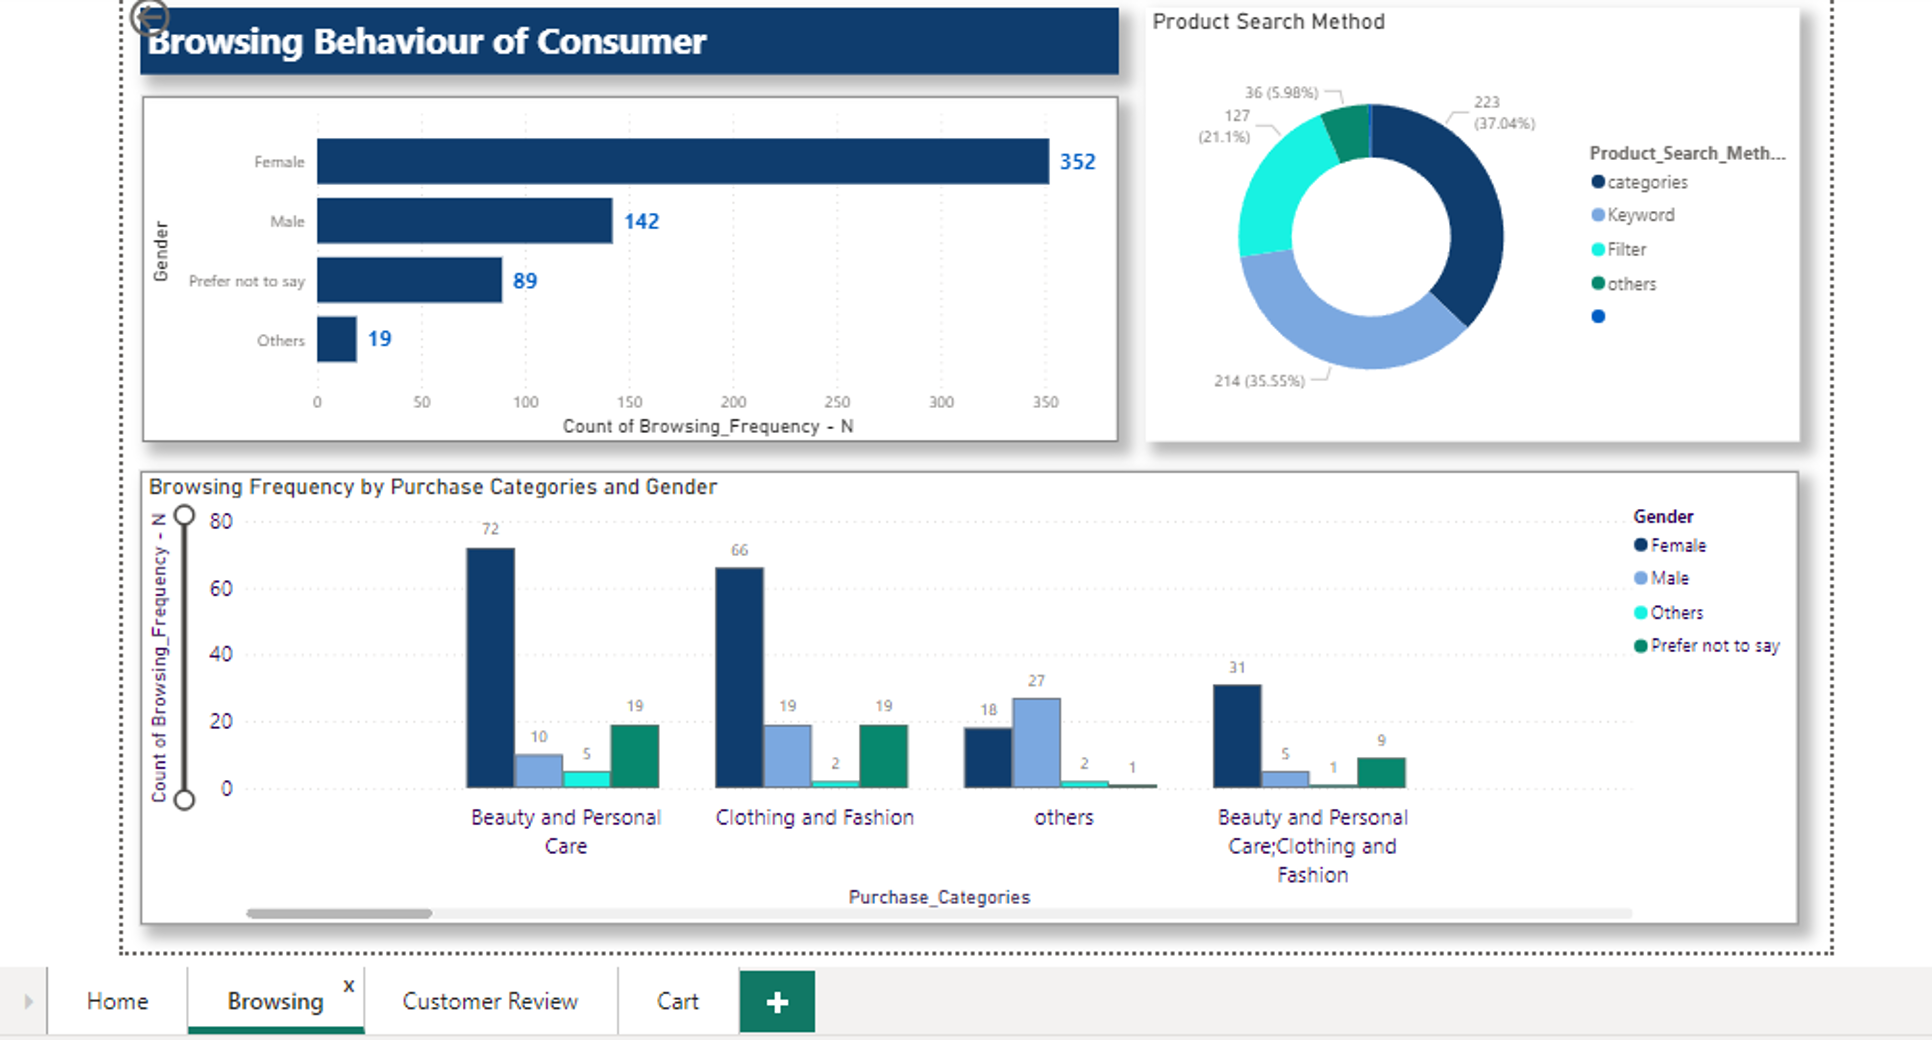 Browsing Behaviour of Consumer
Gender
Female
352
Male
142
Prefer not to say
89
Others
19
0 50 100 150 200 250 300 350
Count of Browsing_Frequency - N
Product Search Method
36 (5.98%)
127
(21.1%)
223
(37.04%)
214 (35.55%)
Product_Search_Meth...
categories
Keyword
Filter
others
Browsing Frequency by Purchase Categories and Gender
Count of Browsing_Frequency - N
80
60
40
20
0
72 10 5 19
66 19 2 19
18 27 2 1
31 5 1 9
Beauty and Personal
Care
Clothing and Fashion
others
Beauty and Personal
Care;Clothing and
Fashion
Purchase_Categories
Gender
Female
Male
Others
Prefer not to say
Home Browsing x Customer Review Cart +